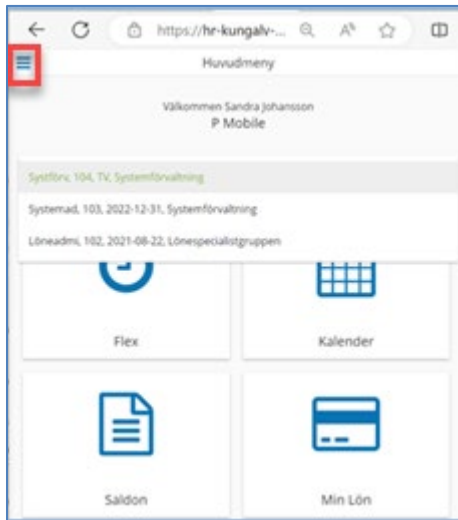 https://hr-kungalv-...
Huvudmeny
Välkommen Sandra Johansson
P Mobile
Systförv, 104, TV, Systemförvaltning
Systemad, 103, 2022-12-31, Systemförvaltning
Löneadmi, 102, 2021-08-22, Lönespecialistgruppen
Flex
Kalender
Saldon
Min Lön